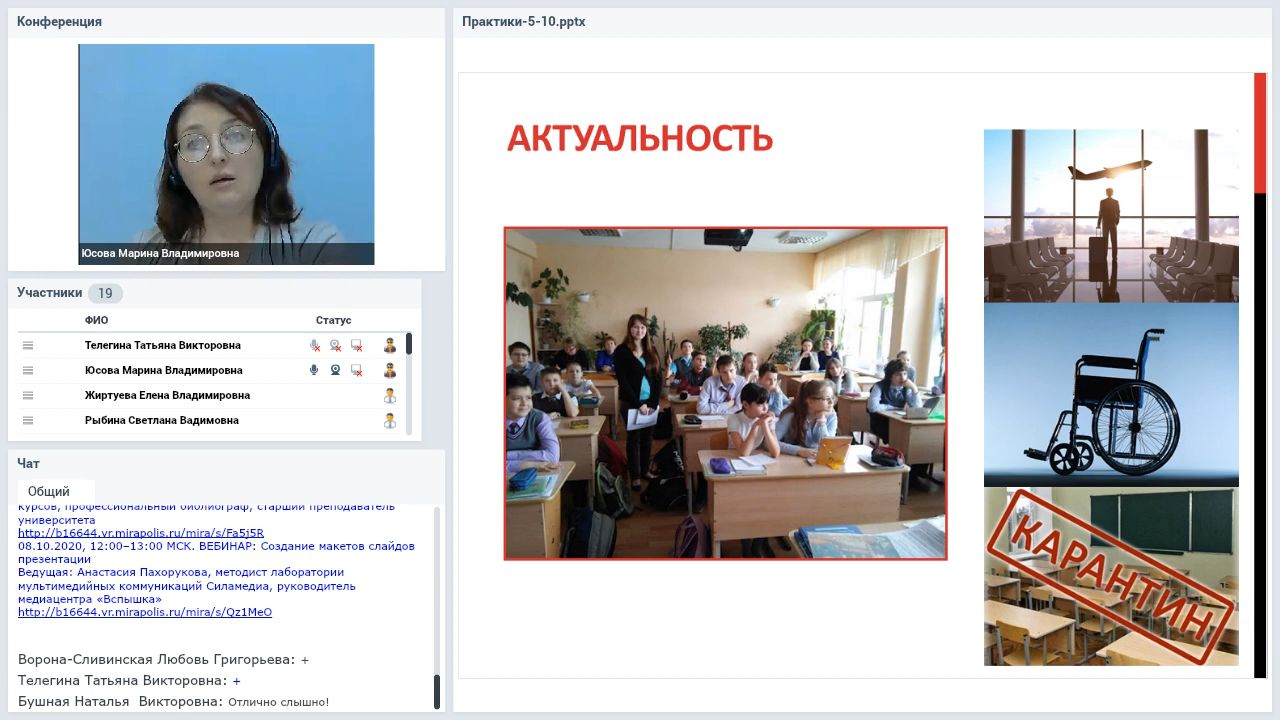 Конференция
Юсова Марина Владимировна
Участники 19
ФИО Статус
Телегина Татьяна Викторовна
Юсова Марина Владимировна
Жиртуева Елена Владимировна
Рыбина Светлана Вадимовна
Чат
Общий
курсов, профессиональный библиограф, старший преподаватель
университета
http://b16644.vr.mirapolis.ru/mira/s/Fa5j5R
08.10.2020, 12:00–13:00 МСК. ВЕБИНАР: Создание макетов слайдов
презентации
Ведущая: Анастасия Пахорукова, методист лаборатории
мультимедийных коммуникаций Силамедиа, руководитель
медиацентра «Вспышка»
http://b16644.vr.mirapolis.ru/mira/s/Qz1MeO
Ворона-Сливинская Любовь Григорьева: +
Телегина Татьяна Викторовна: +
Бушная Наталья Викторовна: Отлично слышно!
Практики-5-10.pptx
АКТУАЛЬНОСТЬ
КАРАНТИН